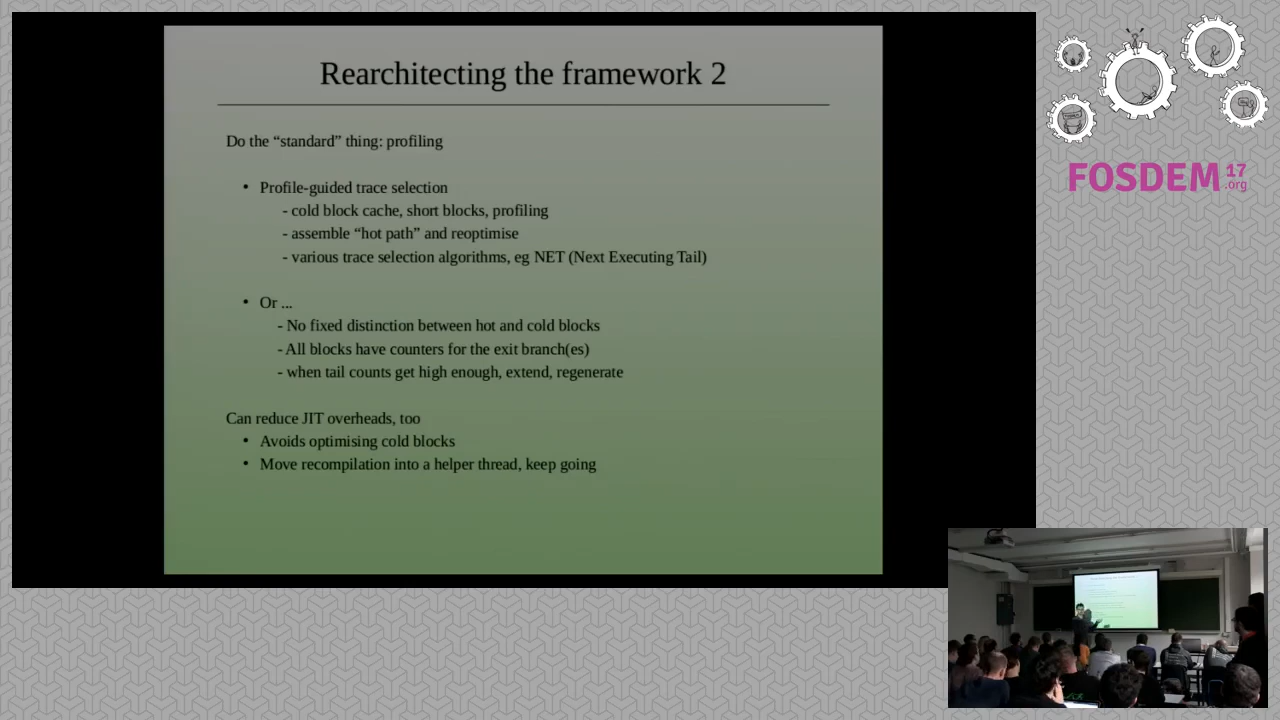 Rearchitecting the framework 2
Do the “standard” thing: profiling
• Profile-guided trace selection
- cold block cache, short blocks, profiling
- assemble “hot path” and reoptimise
- various trace selection algorithms, eg NET (Next Executing Tail)
• Or ...
- No fixed distinction between hot and cold blocks
- All blocks have counters for the exit branch(es)
- when tail counts get high enough, extend, regenerate
Can reduce JIT overheads, too
• Avoids optimising cold blocks
• Move recompilation into a helper thread, keep going
FOSDEM 17
.org